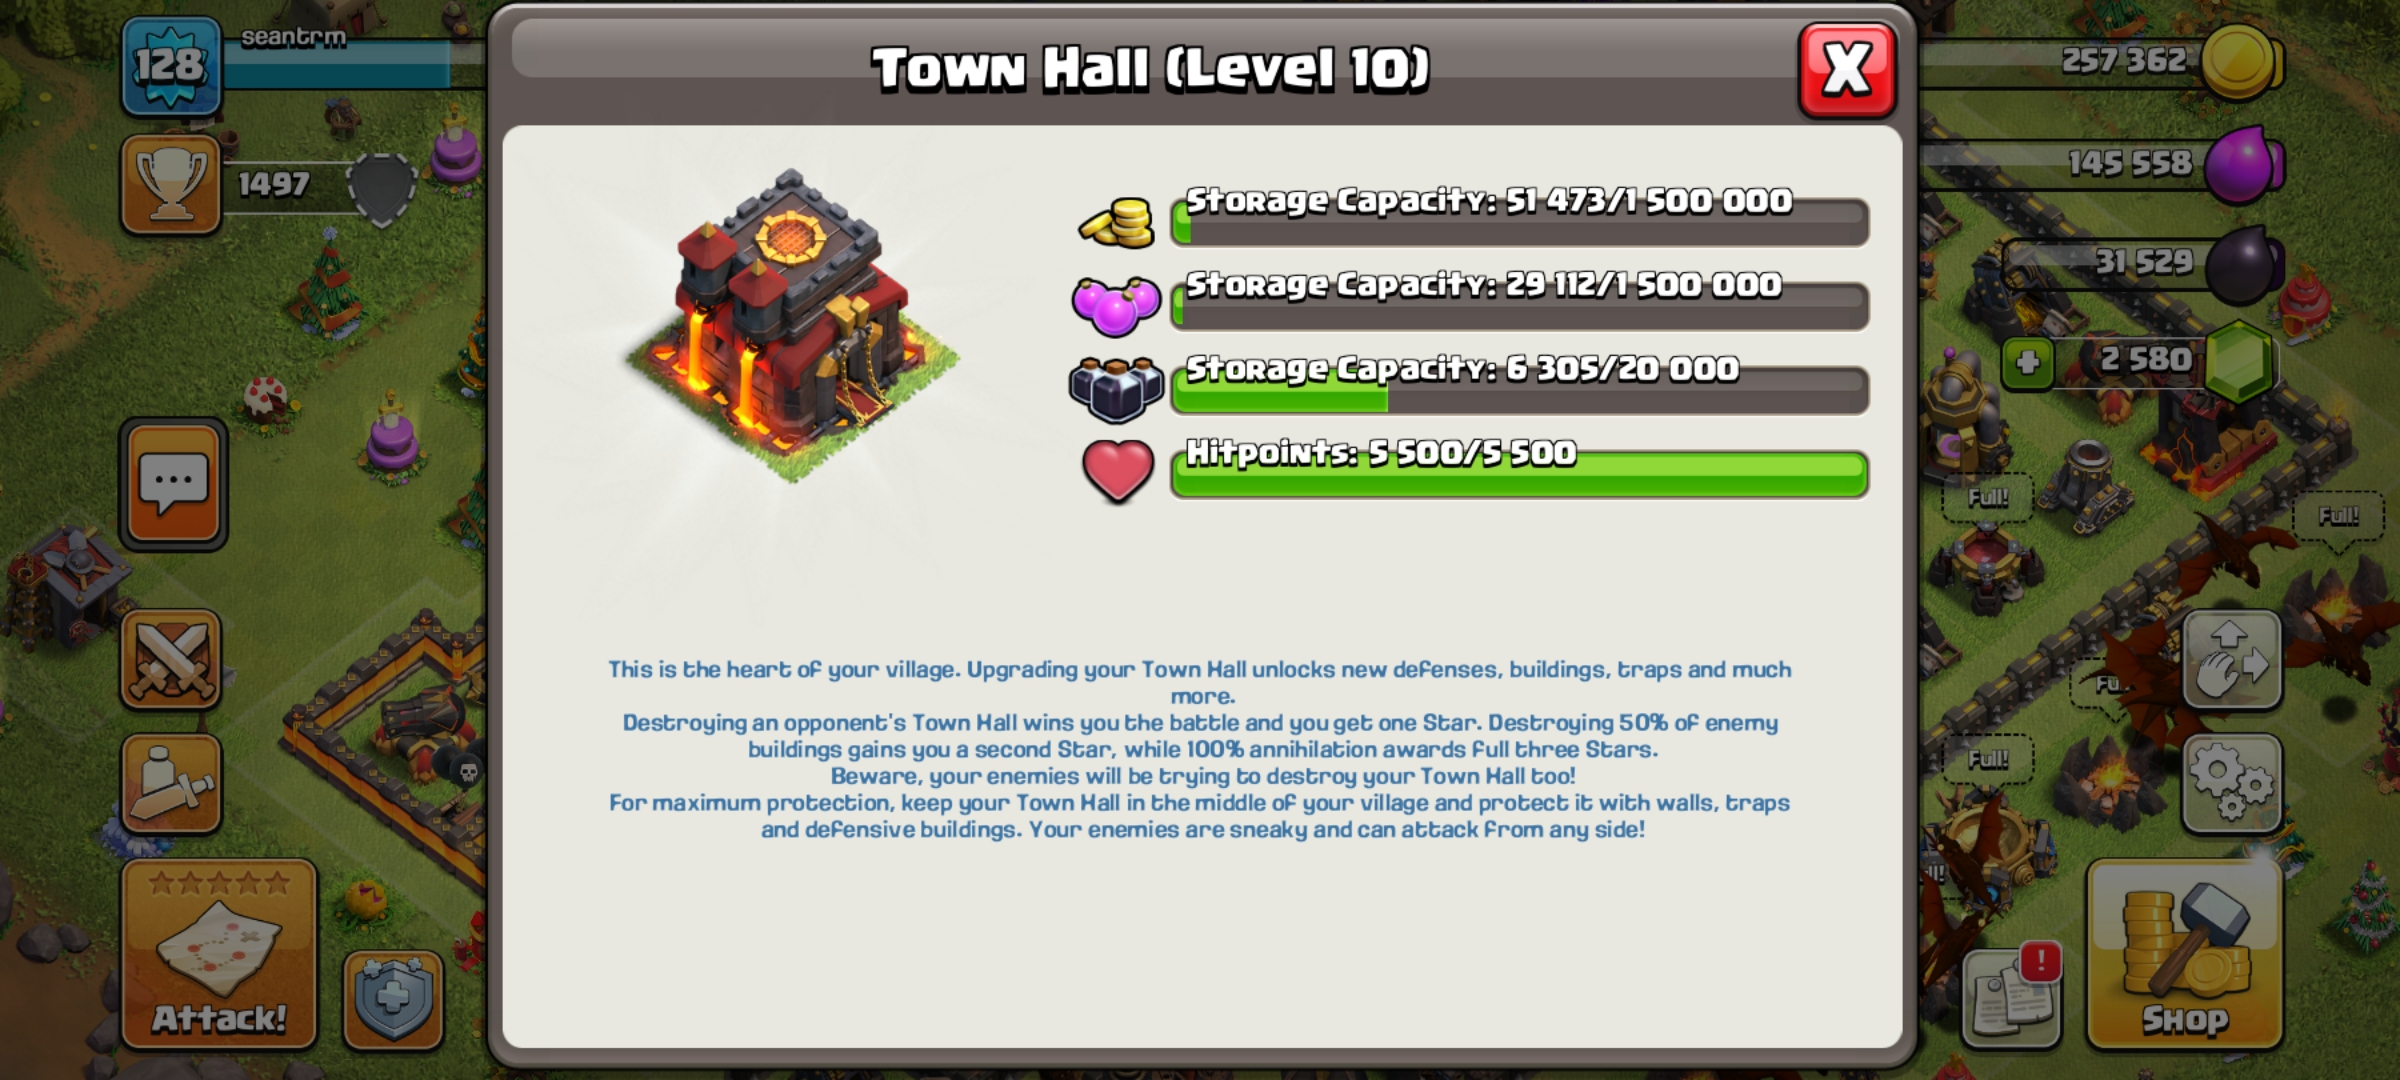 128
seantrm
1497
Attack!
Town Hall (Level 10)
X
Storage Capacity: 51 473/1 500 000
Storage Capacity: 29 112/1 500 000
Storage Capacity: 6 305/20 000
Hitpoints: 5 500/5 500
This is the heart of your village. Upgrading your Town Hall unlocks new defenses, buildings, traps and much
more.
Destroying an opponent's Town Hall wins you the battle and you get one Star. Destroying 50% of enemy
buildings gains you a second Star, while 100% annihilation awards full three Stars.
Beware, your enemies will be trying to destroy your Town Hall too!
For maximum protection, keep your Town Hall in the middle of your village and protect it with walls, traps
and defensive buildings. Your enemies are sneaky and can attack from any side!
257 362
145 558
31 529
2 580
Full!
Full!
Full!
!
Shop